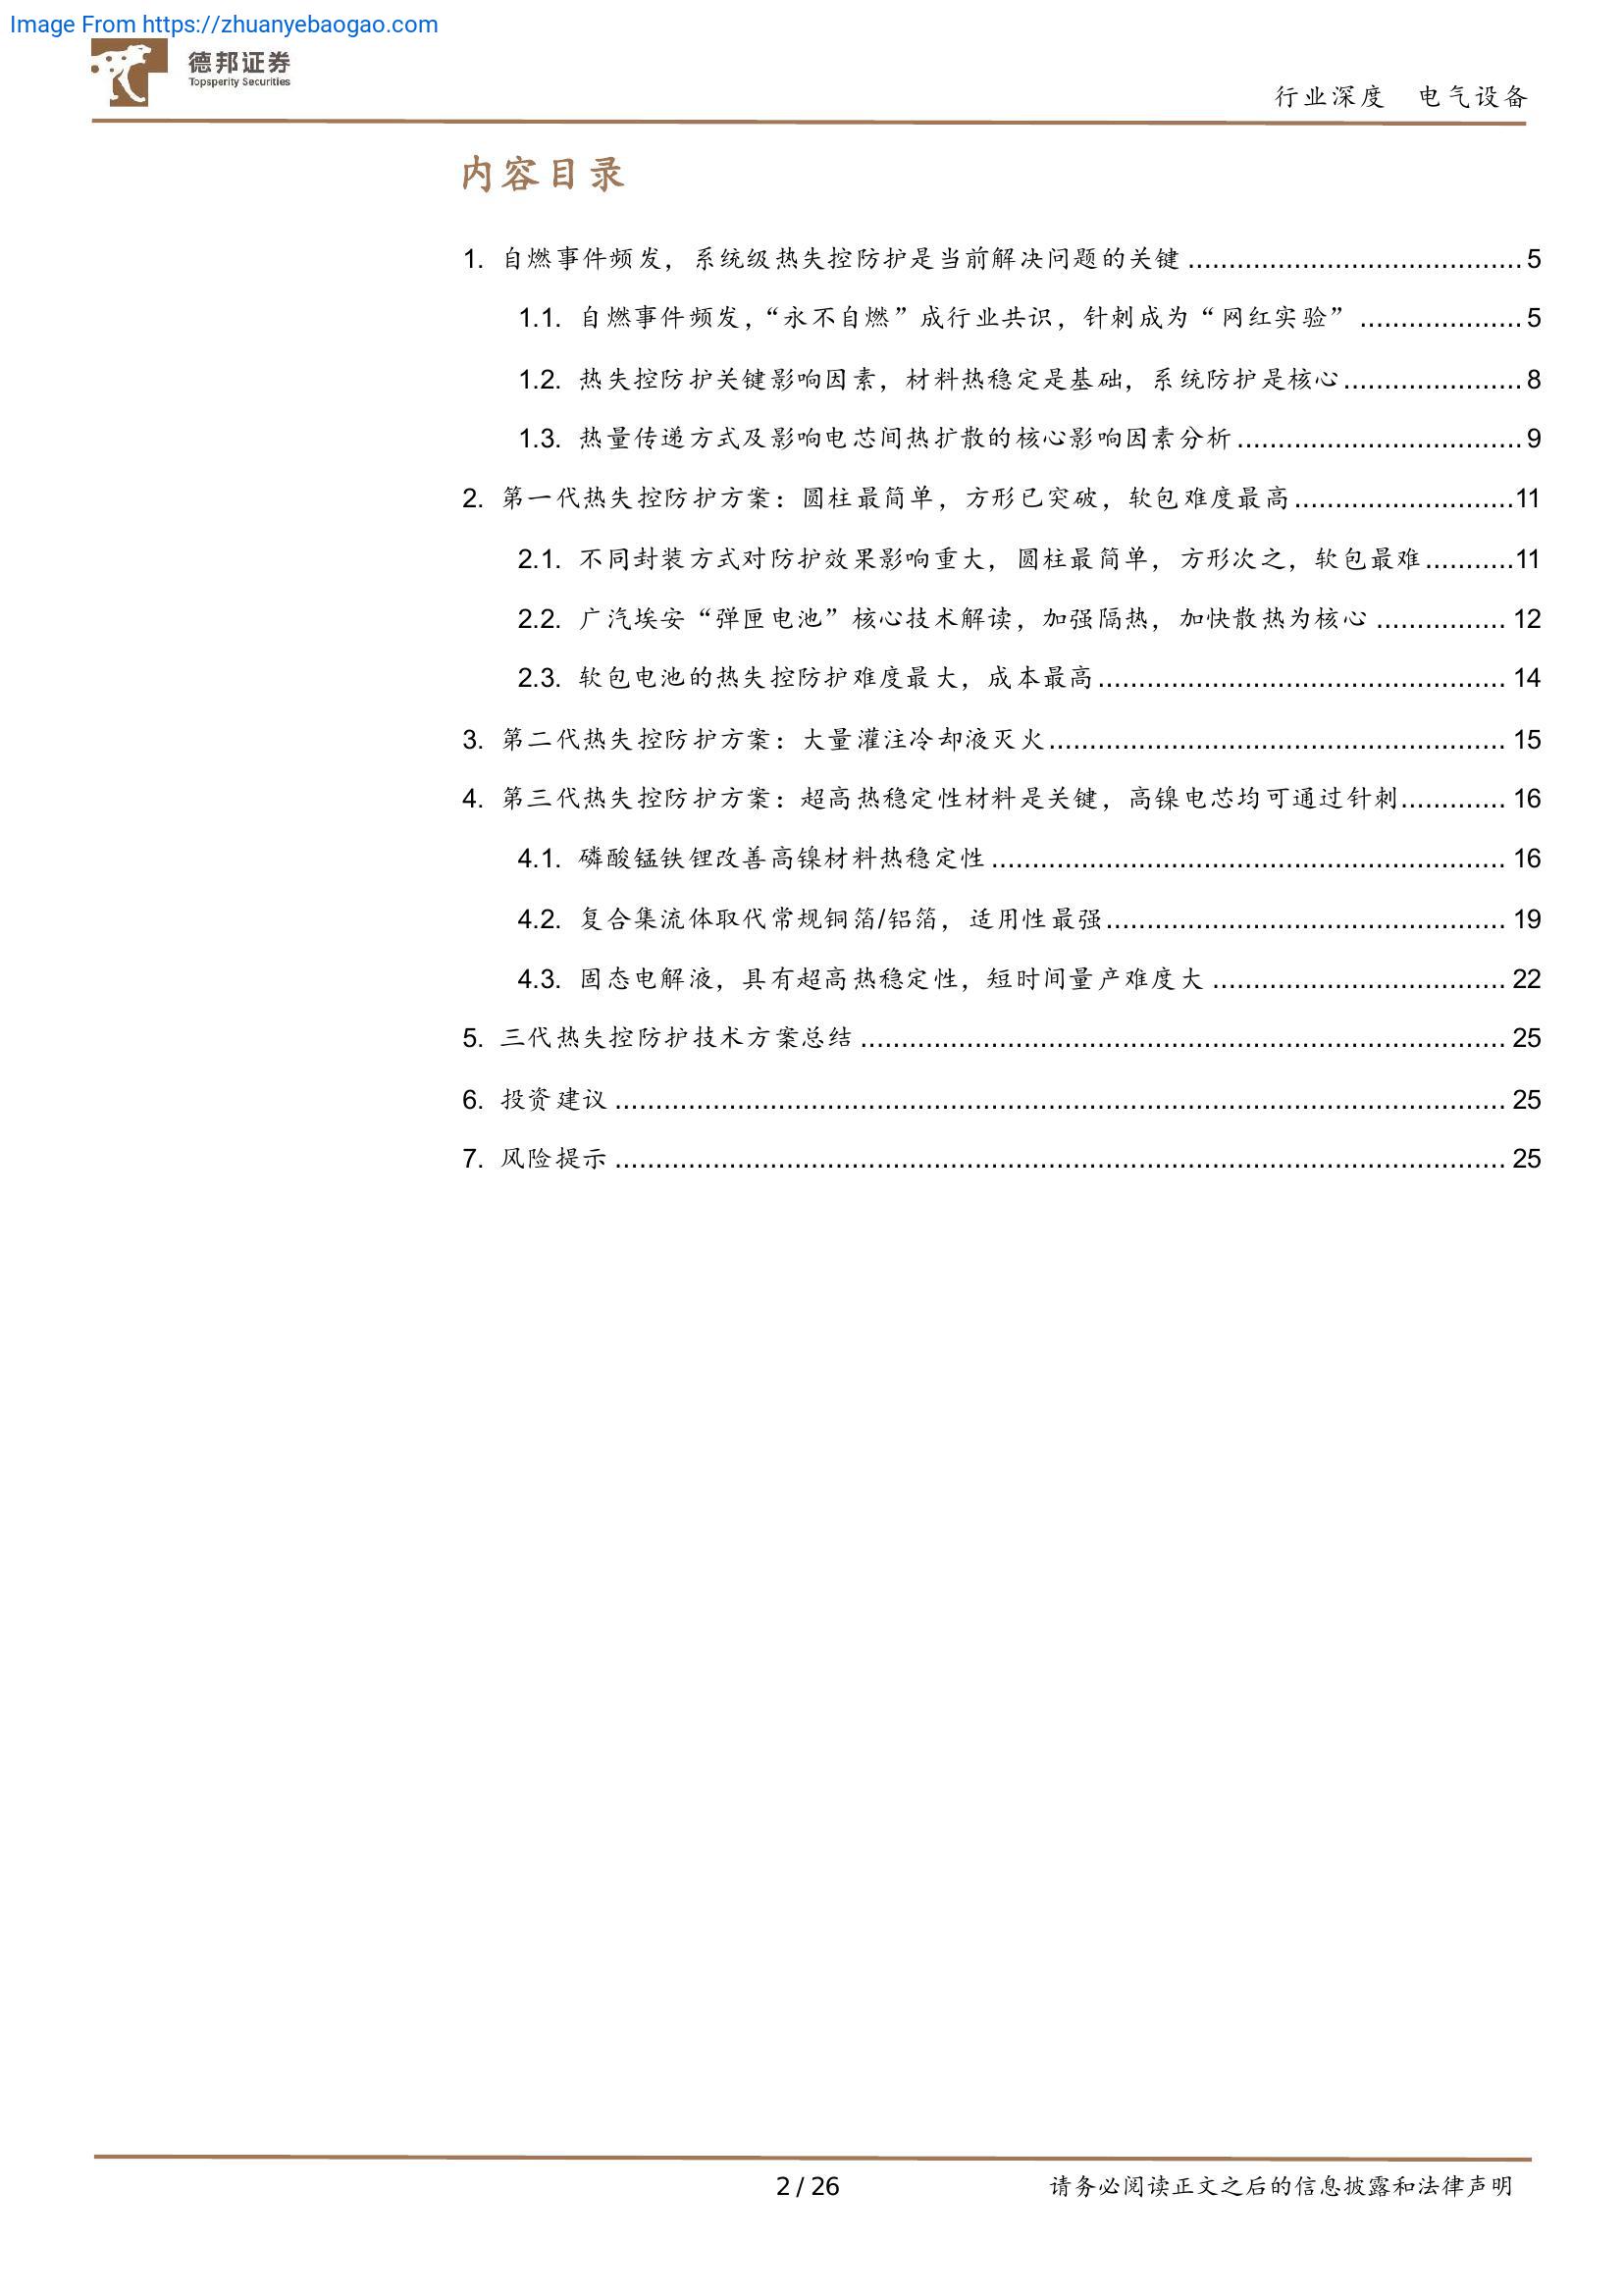 Image From https://zhuanyebaogao.com
德邦证券
Topsperity Securities
行业深度 电气设备
内容目录
1. 自燃事件频发，系统级热失控防护是当前解决问题的关键 ......................................... 5
1.1. 自燃事件频发，“永不自燃”成行业共识，针刺成为“网红实验” .................... 5
1.2. 热失控防护关键影响因素，材料热稳定是基础，系统防护是核心 ...................... 8
1.3. 热量传递方式及影响电芯间热扩散的核心影响因素分析 ................................... 9
2. 第一代热失控防护方案：圆柱最简单，方形已突破，软包难度最高 ........................... 11
2.1. 不同封装方式对防护效果影响重大，圆柱最简单，方形次之，软包最难 ........... 11
2.2. 广汽埃安“弹匣电池”核心技术解读，加强隔热，加快散热为核心 ................ 12
2.3. 软包电池的热失控防护难度最大，成本最高 .................................................. 14
3. 第二代热失控防护方案：大量灌注冷却液灭火 ........................................................ 15
4. 第三代热失控防护方案：超高热稳定性材料是关键，高镍电芯均可通过针刺 ............. 16
4.1. 磷酸锰铁锂改善高镍材料热稳定性 ............................................................... 16
4.2. 复合集流体取代常规铜箔/铝箔，适用性最强 ................................................. 19
4.3. 固态电解液，具有超高热稳定性，短时间量产难度大 .................................... 22
5. 三代热失控防护技术方案总结 ............................................................................... 25
6. 投资建议 ............................................................................................................. 25
7. 风险提示 ............................................................................................................. 25
2 / 26
请务必阅读正文之后的信息披露和法律声明